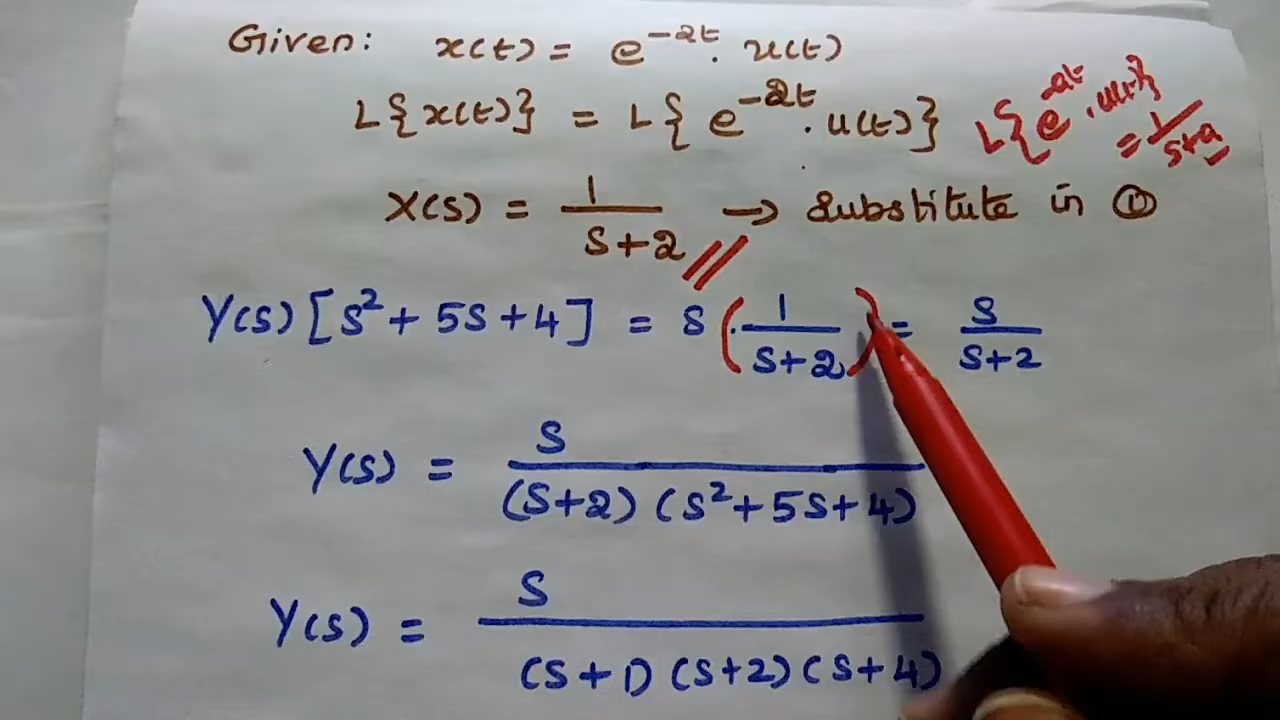 Given: x(t) = e^-2t . u(t)
L{x(t)} = L{e^-2t . u(t)}
L{e^-at . u(t)} = 1/(s+a)
X(S) = 1/(S+2) → Substitute in ①
Y(S) [S² + 5S + 4] = S (1/(S+2)) = S/(S+2)
Y(S) = S/((S+2) (S² + 5S + 4))
Y(S) = S/((S+1) (S+2) (S+4))